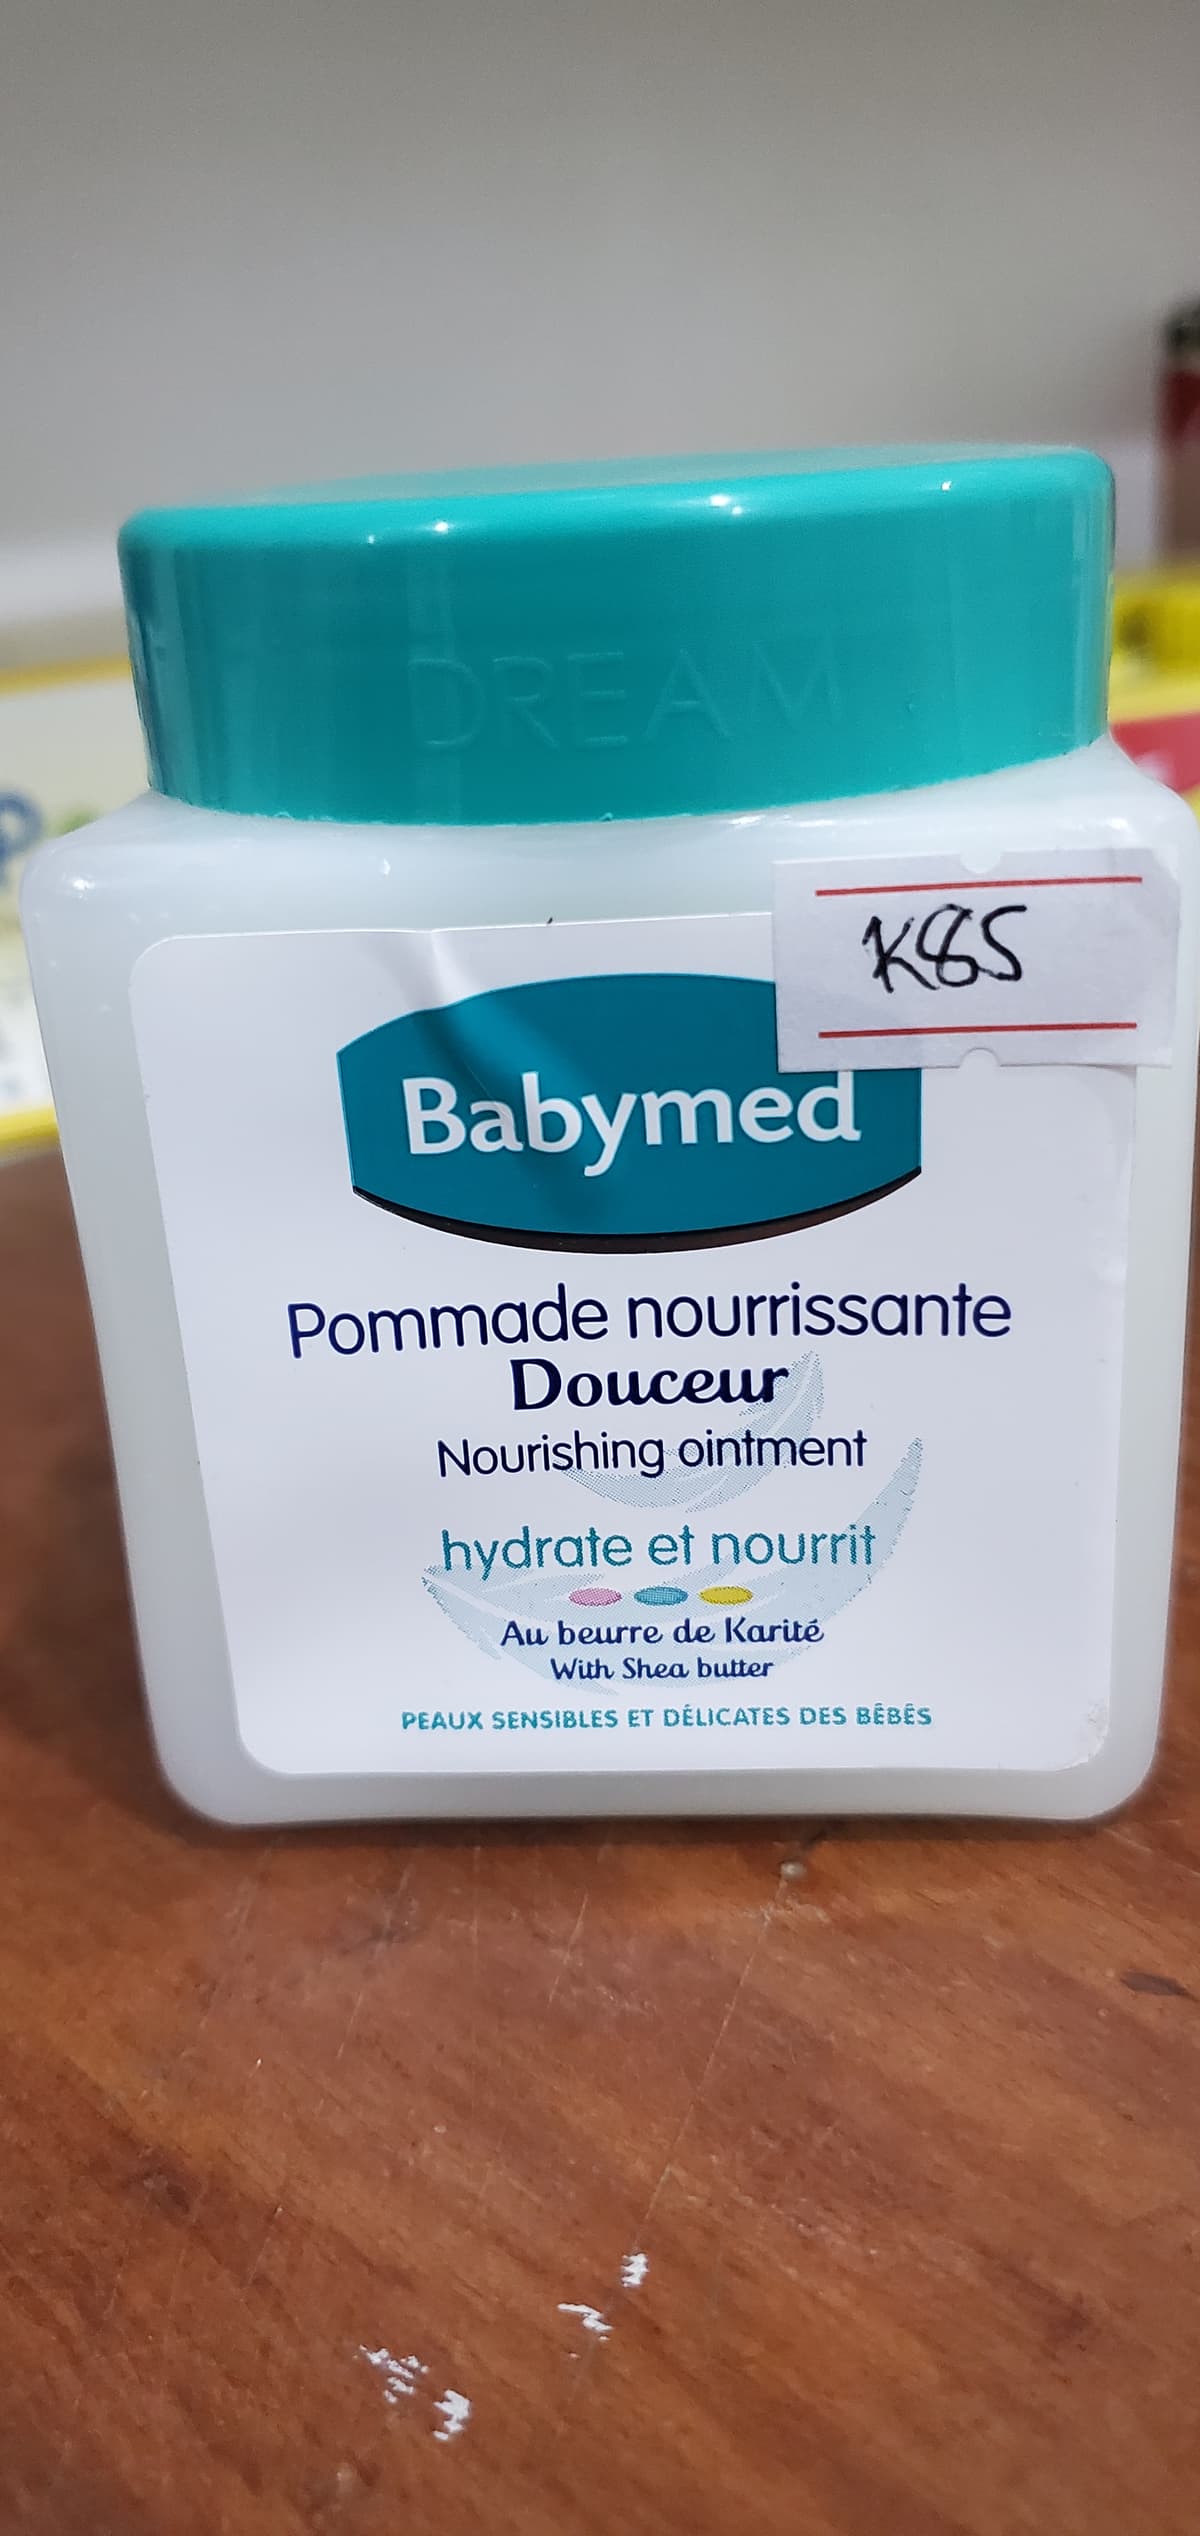 DREAM
K85
Babymed
Pommade nourrissante
Douceur
Nourishing ointment
hydrate et nourrit
Au beurre de Karité
With Shea butter
PEAUX SENSIBLES ET DÉLICATES DES BÉBÉS